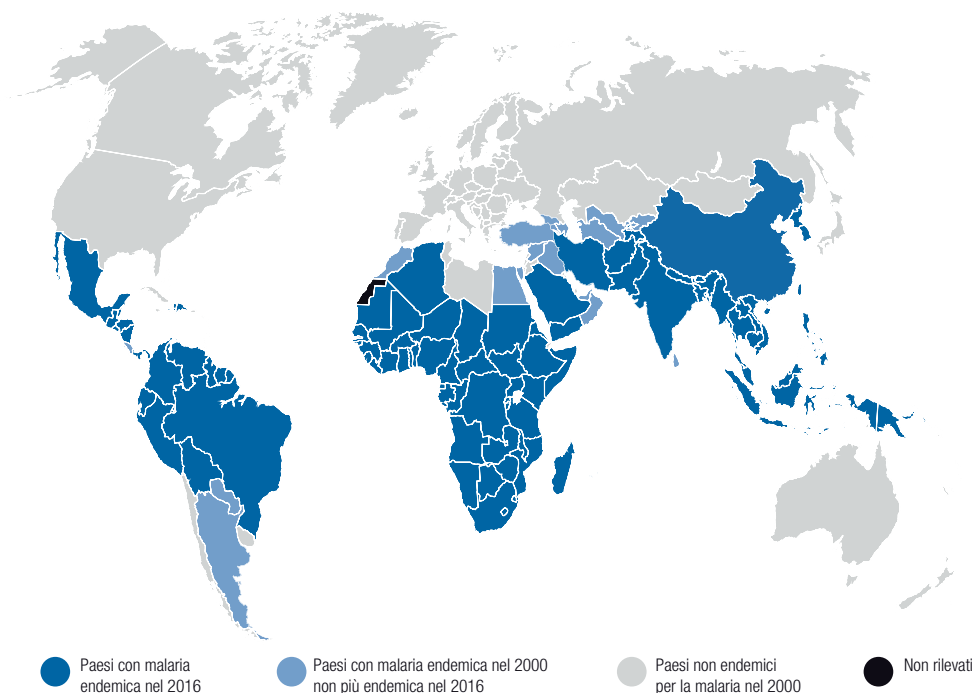 Paesi con malaria
endemica nel 2016
Paesi con malaria endemica nel 2000
non più endemica nel 2016
Paesi non endemici
per la malaria nel 2000
Non rilevati